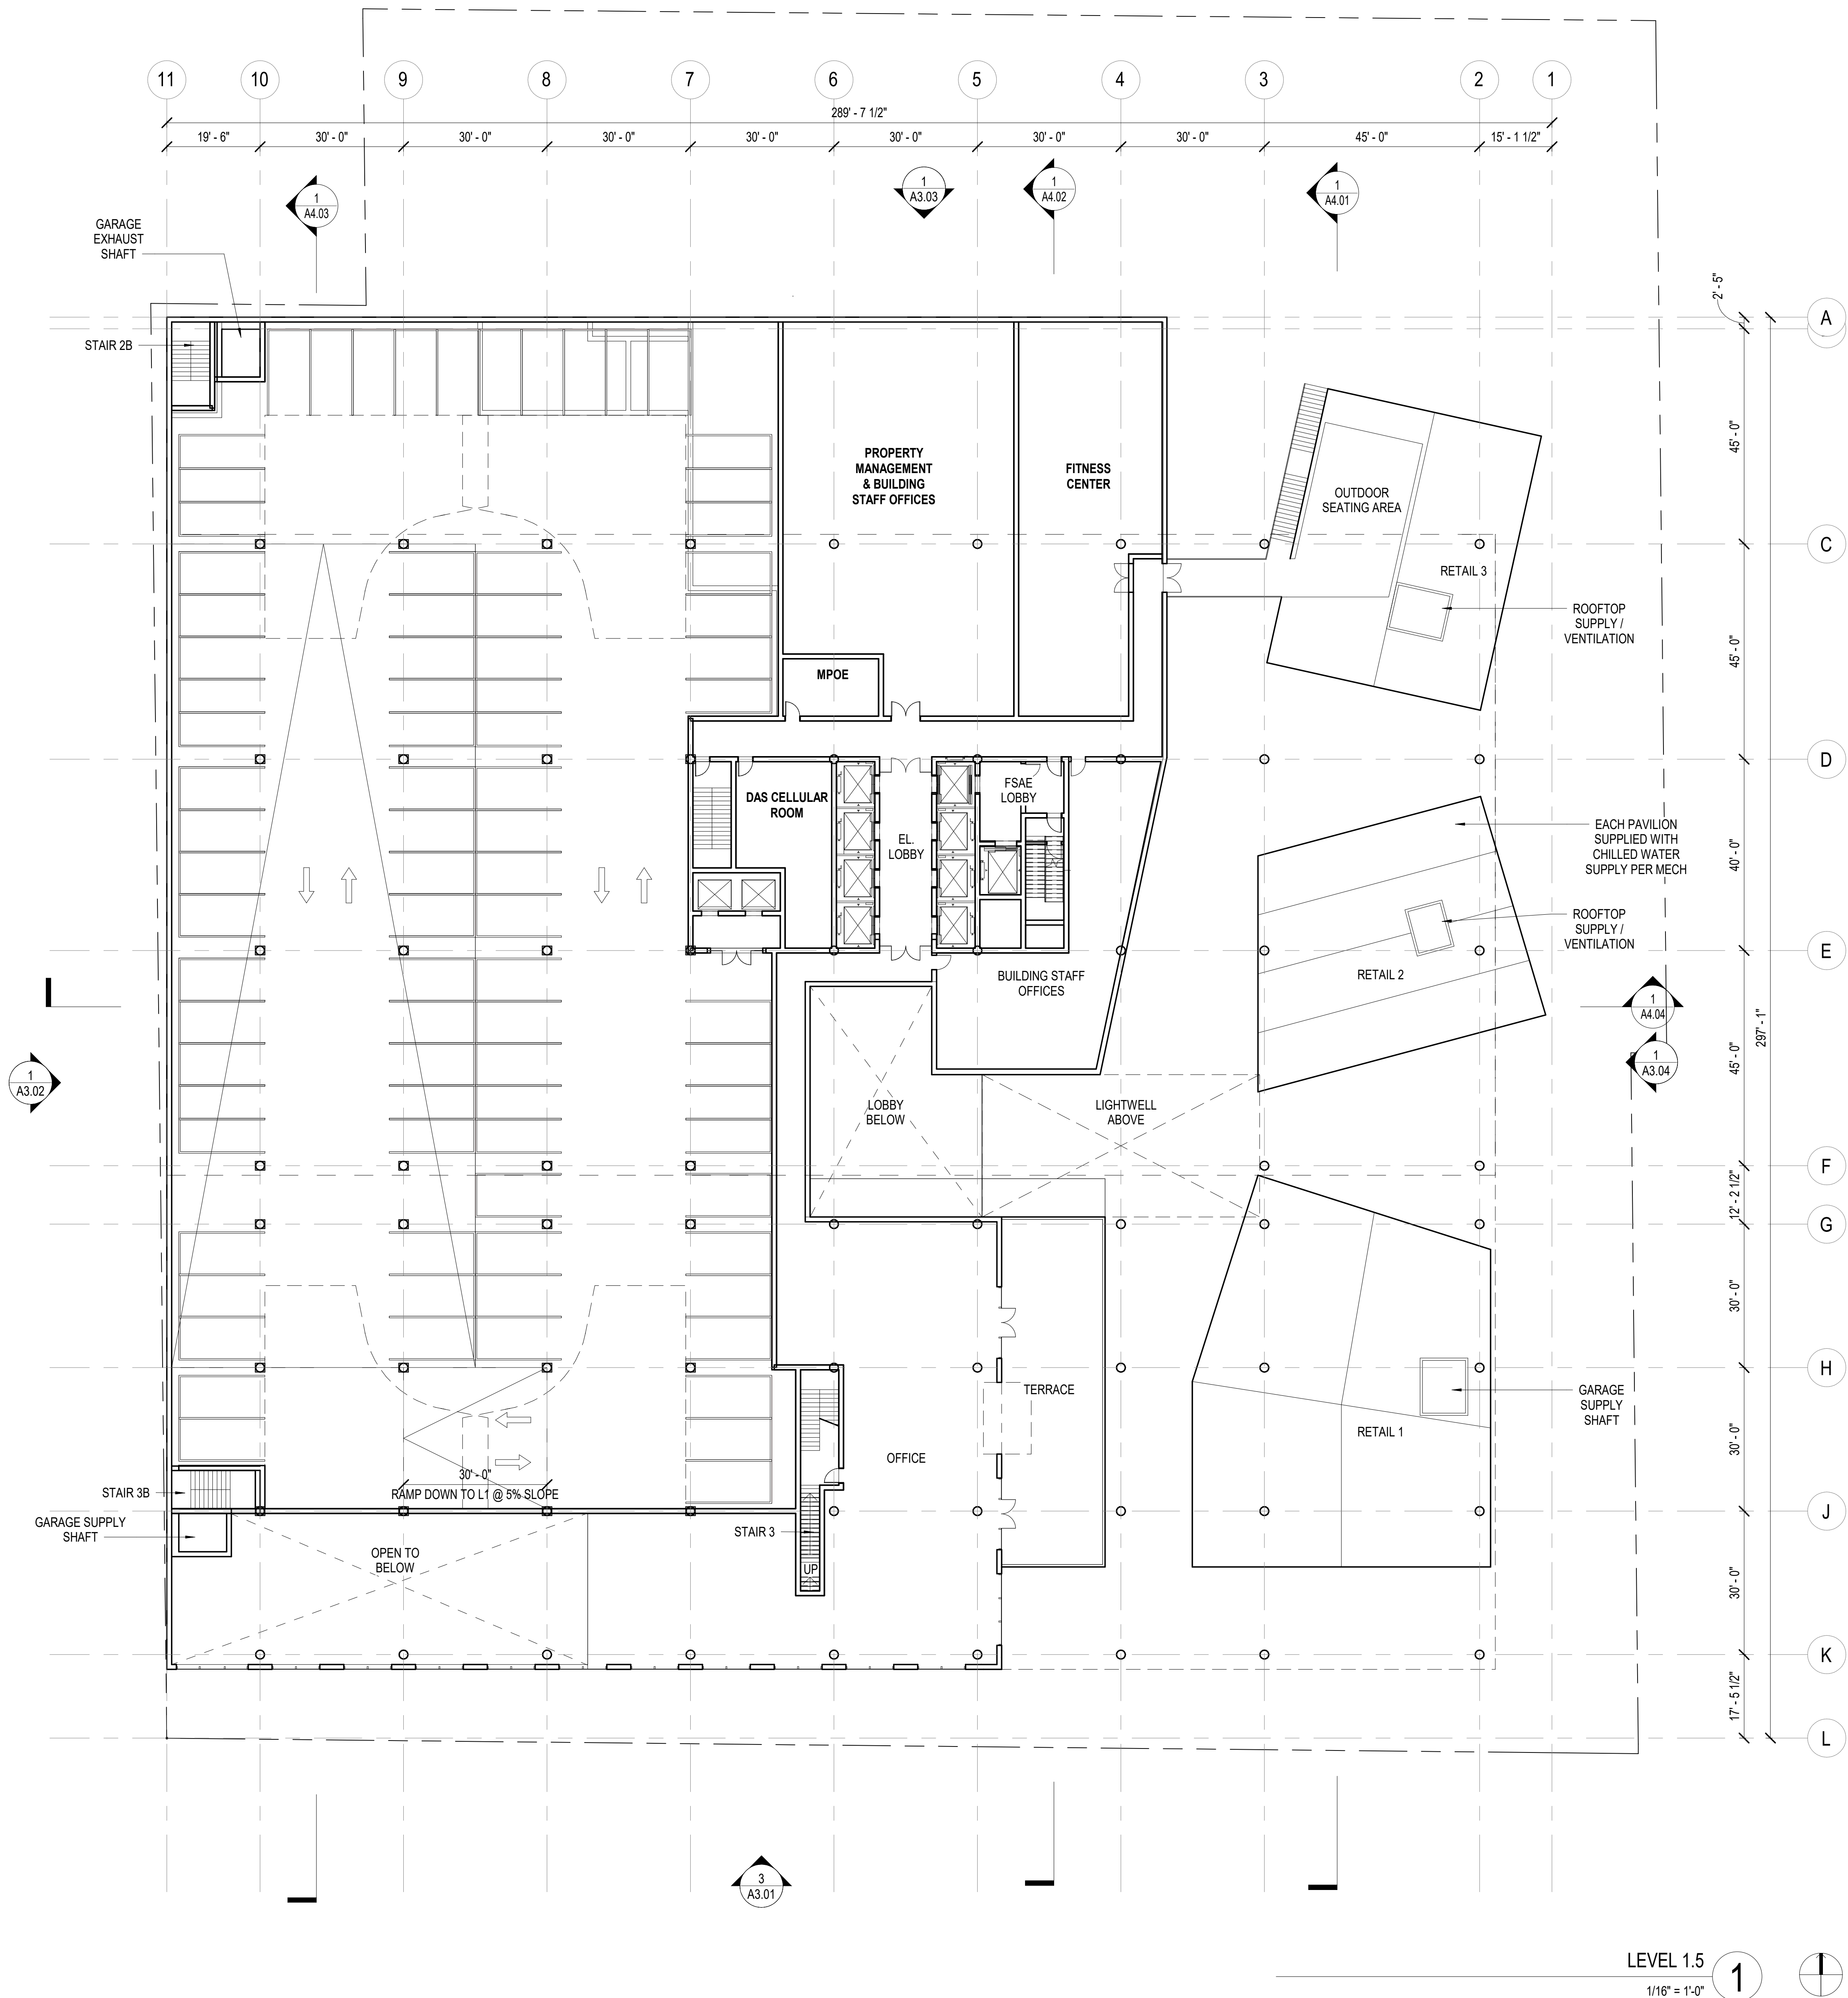 11
10
9
8
7
6
5
4
3
2
1
289' - 7 1/2"
19' - 6"
30' - 0"
30' - 0"
30' - 0"
30' - 0"
30' - 0"
30' - 0"
30' - 0"
45' - 0"
15' - 1 1/2"
1
A4.03
1
A3.03
1
A4.02
1
A4.01
GARAGE
EXHAUST
SHAFT
2' - 5"
A
STAIR 2B
45' - 0"
PROPERTY
MANAGEMENT
& BUILDING
STAFF OFFICES
FITNESS
CENTER
OUTDOOR
SEATING AREA
C
RETAIL 3
ROOFTOP
SUPPLY /
VENTILATION
45' - 0"
MPOE
D
DAS CELLULAR
ROOM
FSAE
LOBBY
EL.
LOBBY
EACH PAVILION
SUPPLIED WITH
CHILLED WATER
SUPPLY PER MECH
40' - 0"
ROOFTOP
SUPPLY /
VENTILATION
E
BUILDING STAFF
OFFICES
RETAIL 2
1
A4.04
297' - 1"
1
A3.04
45' - 0"
1
A3.02
LOBBY
BELOW
LIGHTWELL
ABOVE
F
12' - 2 1/2"
G
30' - 0"
H
TERRACE
GARAGE
SUPPLY
SHAFT
RETAIL 1
30' - 0"
OFFICE
30' - 0"
RAMP DOWN TO L1 @ 5% SLOPE
STAIR 3B
J
GARAGE SUPPLY
SHAFT
STAIR 3
OPEN TO
BELOW
UP
30' - 0"
K
17' - 5 1/2"
L
3
A3.01
LEVEL 1.5
1
1/16" = 1'-0"